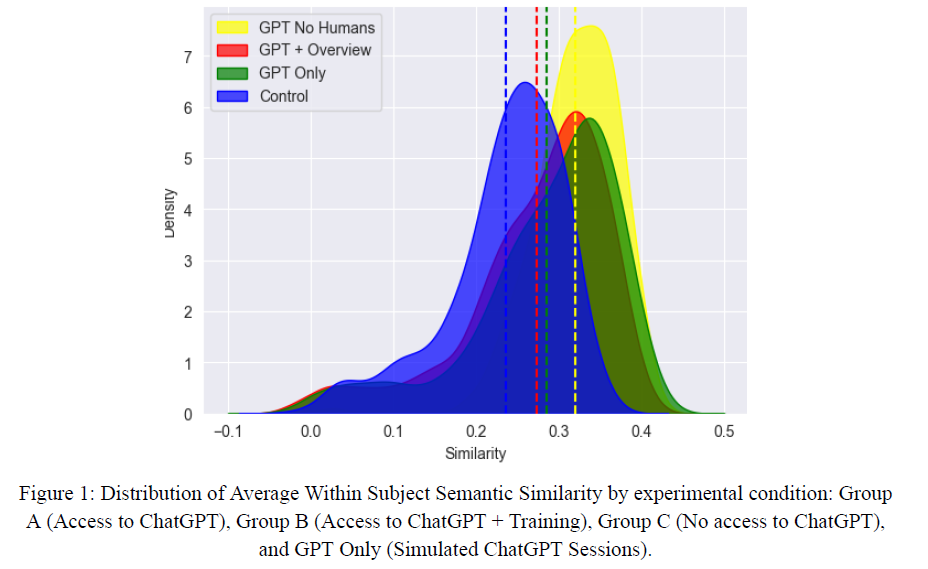 GPT No Humans
GPT + Overview
GPT Only
Control
7
6
5
4
3
2
1
0
Density
−0.1
0.0
0.1
0.2
0.3
0.4
0.5
Similarity
Figure 1: Distribution of Average Within Subject Semantic Similarity by experimental condition: Group
A (Access to ChatGPT), Group B (Access to ChatGPT + Training), Group C (No access to ChatGPT),
and GPT Only (Simulated ChatGPT Sessions).